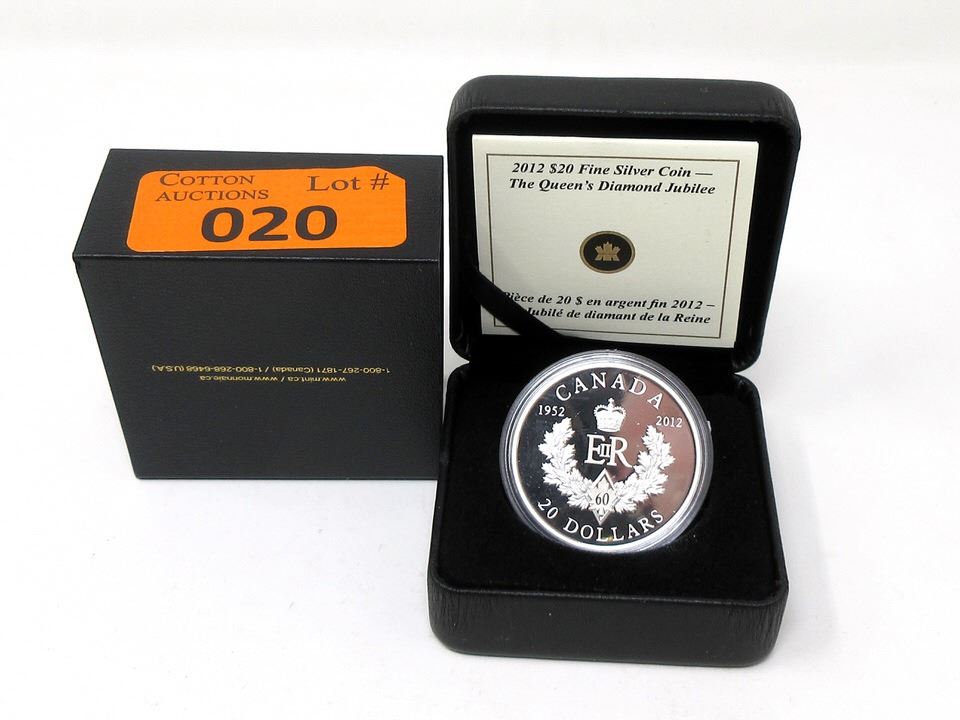 COTTON
AUCTIONS
Lot #
020
www.mint.ca / www.monnaie.ca
1-800-267-1871 (Canada) / 1-800-268-6468 (U.S.A.)
2012 $20 Fine Silver Coin —
The Queen's Diamond Jubilee
Pièce de 20 $ en argent fin 2012 –
Jubilé de diamant de la Reine
CANADA
1952
2012
EIIR
60
20 DOLLARS